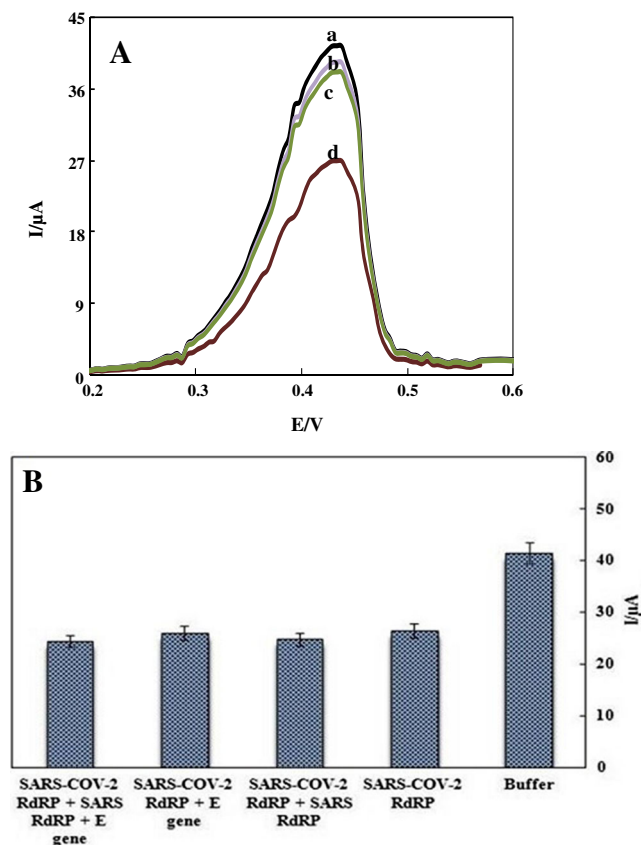 A
a
b
c
d
45
36
27
18
9
0
I/μA
0.2 0.3 0.4 0.5 0.6
E/V
B
60
50
40
30
20
10
0
I/μA
SARS-COV-2 RdRP + SARS RdRP + E gene
SARS-COV-2 RdRP + E gene
SARS-COV-2 RdRP + SARS RdRP
SARS-COV-2 RdRP
Buffer